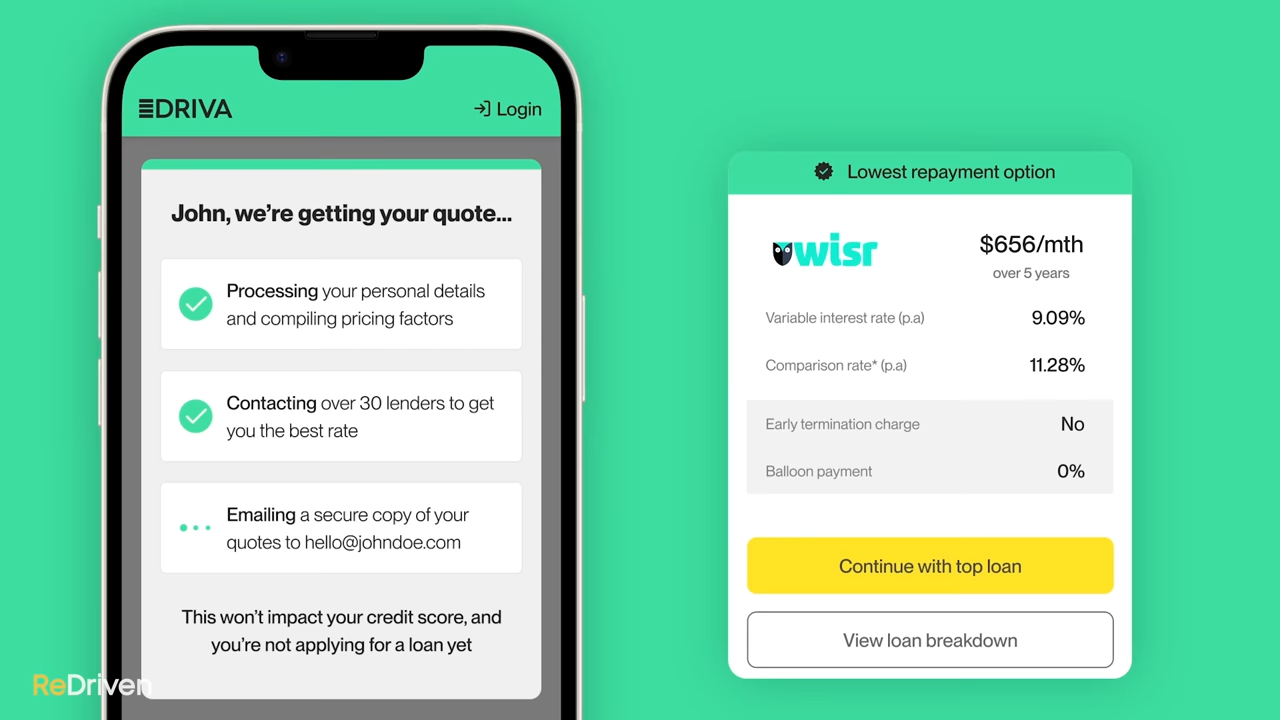 DRIVA
Login
John, we're getting your quote...
Processing your personal details
and compiling pricing factors
Contacting over 30 lenders to get
you the best rate
Emailing a secure copy of your
quotes to hello@johndoe.com
This won't impact your credit score, and
you're not applying for a loan yet
ReDriven
Lowest repayment option
wisr
$656/mth
over 5 years
Variable interest rate (p.a) 9.09%
Comparison rate* (p.a) 11.28%
Early termination charge No
Balloon payment 0%
Continue with top loan
View loan breakdown